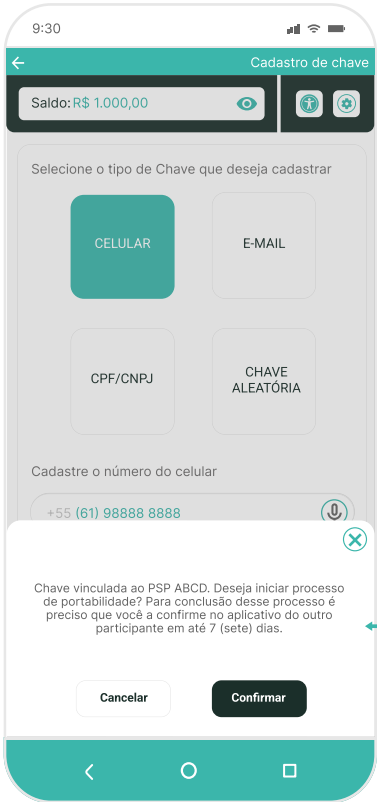 9:30
Cadastro de chave
Saldo: R$ 1.000,00
Selecione o tipo de Chave que deseja cadastrar
CELULAR
E-MAIL
CPF/CNPJ
CHAVE
ALEATÓRIA
Cadastre o número do celular
+55 (61) 98888 8888
Chave vinculada ao PSP ABCD. Deseja iniciar processo
de portabilidade? Para conclusão desse processo é
preciso que você a confirme no aplicativo do outro
participante em até 7 (sete) dias.
Cancelar
Confirmar